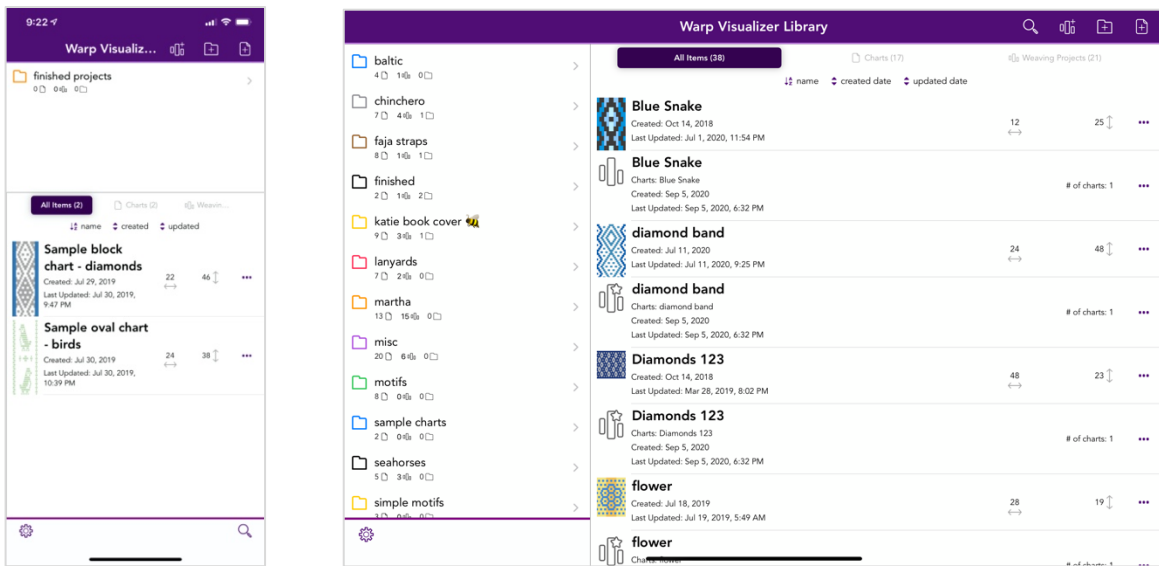 9:22
Warp Visualiz...
finished projects
0 0 0
All Items (2) Charts (2) Weavin...
name created updated
Sample block
chart - diamonds
Created: Jul 29, 2019
Last Updated: Jul 30, 2019,
9:47 PM
22 46
Sample oval chart
- birds
Created: Jul 30, 2019
Last Updated: Jul 30, 2019,
10:39 PM
24 38
Warp Visualizer Library
baltic
4 1 0
chinchero
7 4 1
faja straps
8 1 1
finished
2 1 2
katie book cover 🐝
9 3 1
lanyards
7 2 0
martha
13 15 0
misc
20 6 0
motifs
8 0 0
sample charts
2 0 0
seahorses
5 3 0
simple motifs
3 0 0
All Items (38) Charts (17) Weaving Projects (21)
name created date updated date
Blue Snake
Created: Oct 14, 2018
Last Updated: Jul 1, 2020, 11:54 PM
12 25
Blue Snake
Charts: Blue Snake
Created: Sep 5, 2020
Last Updated: Sep 5, 2020, 6:32 PM
# of charts: 1
diamond band
Created: Jul 11, 2020
Last Updated: Jul 11, 2020, 9:25 PM
24 48
diamond band
Charts: diamond band
Created: Sep 5, 2020
Last Updated: Sep 5, 2020, 6:32 PM
# of charts: 1
Diamonds 123
Created: Oct 14, 2018
Last Updated: Mar 28, 2019, 8:02 PM
48 23
Diamonds 123
Charts: Diamonds 123
Created: Sep 5, 2020
Last Updated: Sep 5, 2020, 6:32 PM
# of charts: 1
flower
Created: Jul 18, 2019
Last Updated: Jul 19, 2019, 5:49 AM
28 19
flower
Charts: flower
# of charts: 1